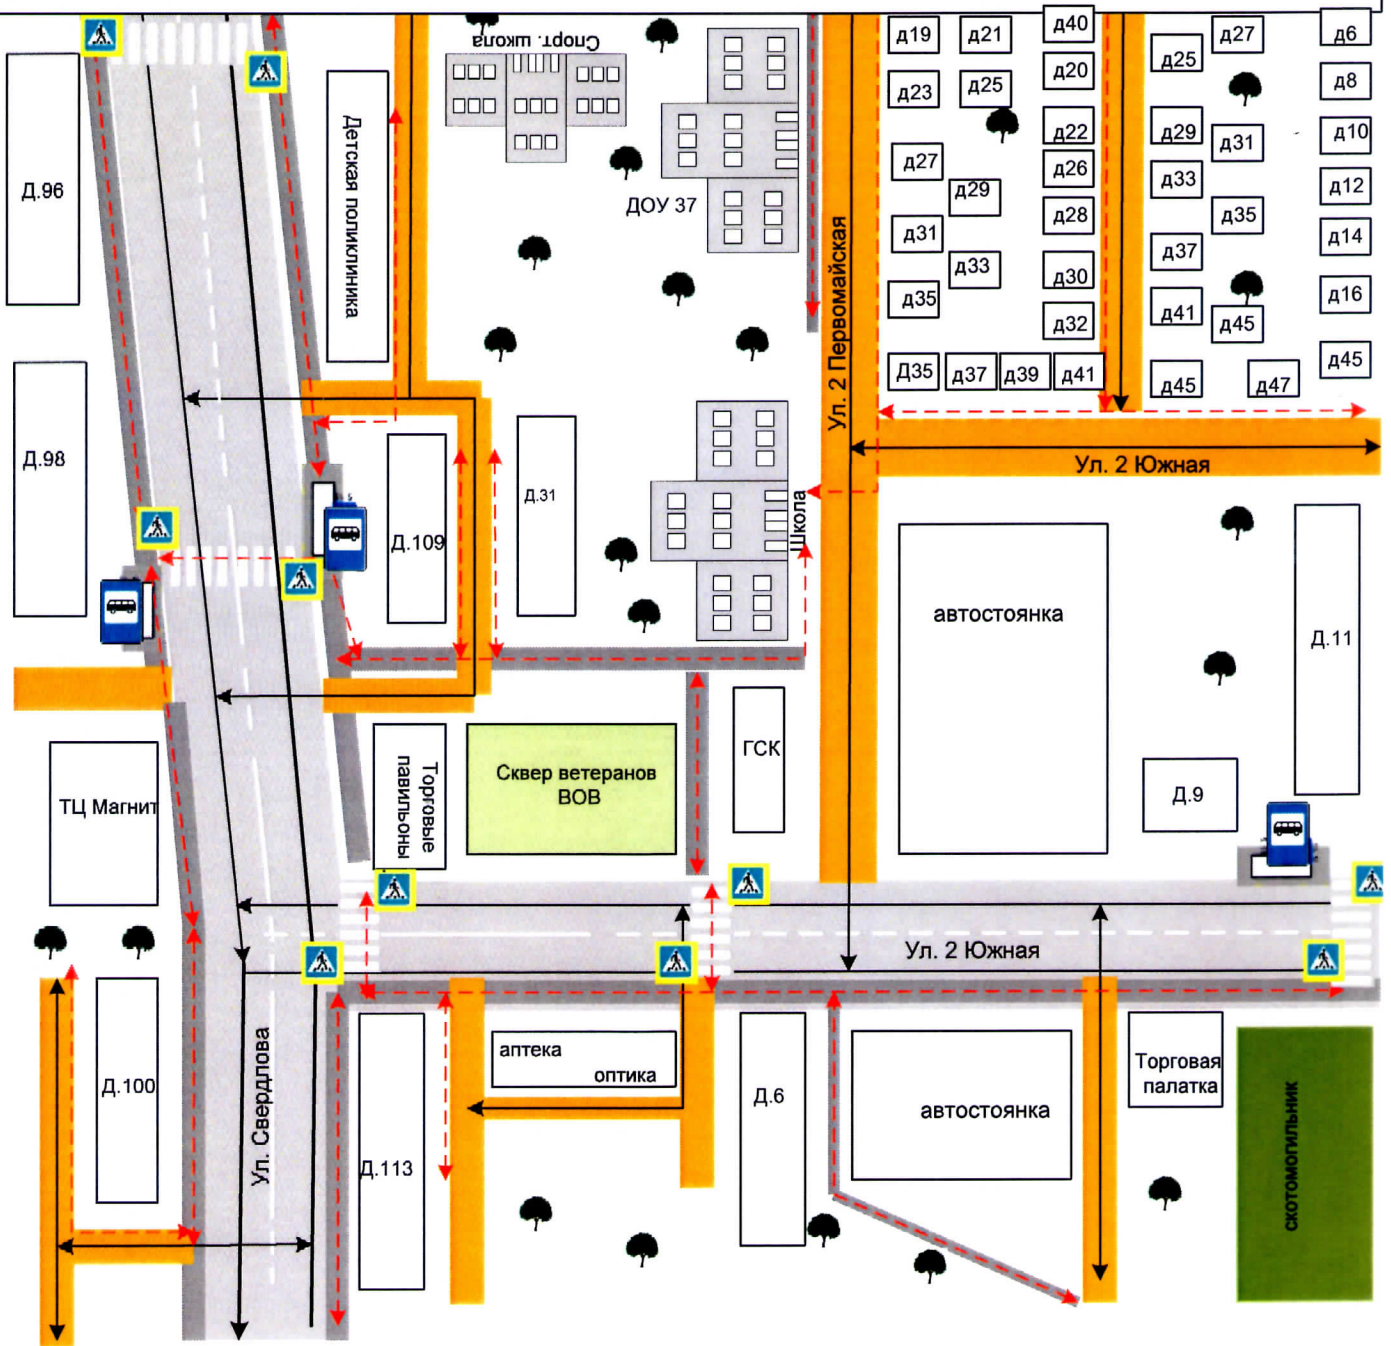 Спорт. школа
д19
д21
д40
д27
д6
д25
д20
д8
д23
д25
д22
д29
д31
д10
д27
д26
д33
д12
д29
д28
д35
д14
д31
д37
д33
д30
д16
д35
д41
д45
д32
д45
Д35
д37
д39
д41
д45
д47
Д.96
Детская поликлиника
ДОУ 37
Ул. 2 Первомайская
Д.98
Д.109
Д.31
Школа
Ул. 2 Южная
автостоянка
Д.11
ТЦ Магнит
Торговые
павильоны
Сквер ветеранов
ВОВ
ГСК
Д.9
Ул. 2 Южная
Ул. Свердлова
Д.100
Д.113
аптека
оптика
Д.6
автостоянка
Торговая
палатка
скотомогильник